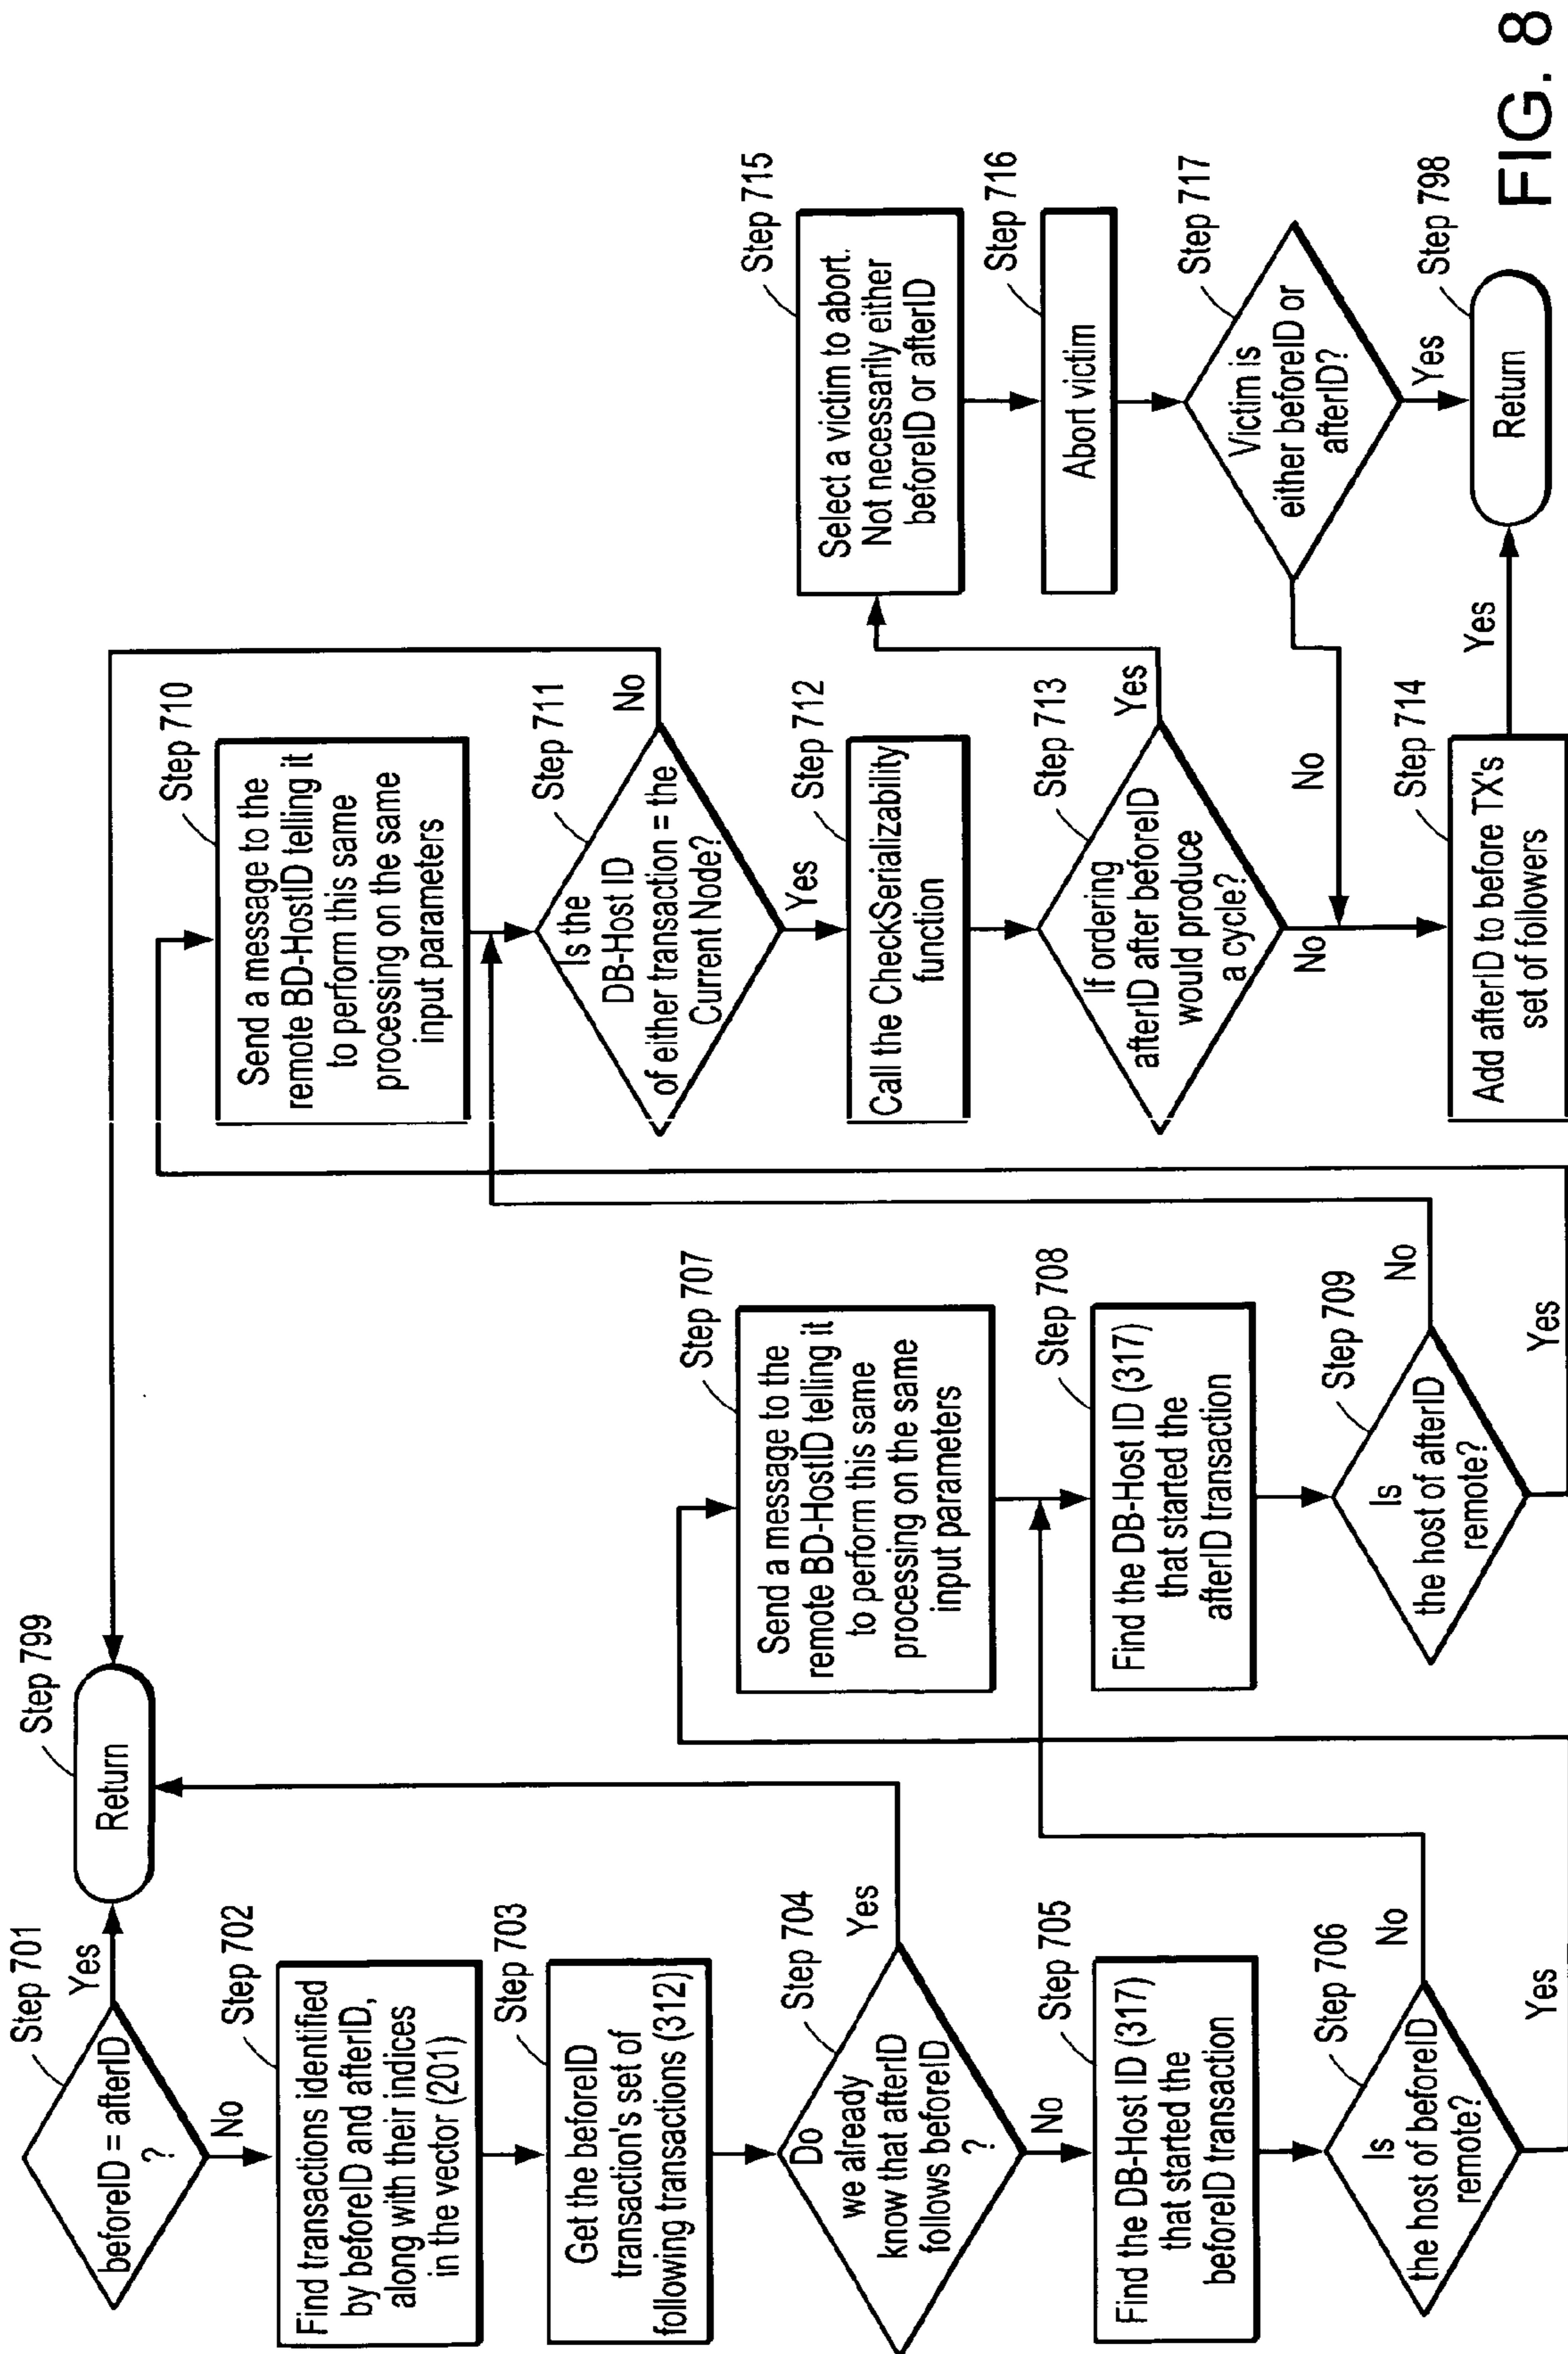 Step 701
beforeID = afterID
?
Yes
No
Step 799
Return
Step 702
Find transactions identified
by beforeID and afterID,
along with their indices
in the vector (201)
Step 703
Get the beforeID
transaction's set of
following transactions (312)
Step 704
Do
we already
know that afterID
follows beforeID
?
Yes
No
Step 705
Find the DB-Host ID (317)
that started the
beforeID transaction
Step 706
Is
the host of beforeID
remote?
No
Yes
Step 707
Send a message to the
remote BD-HostID telling it
to perform this same
processing on the same
input parameters
Step 708
Find the DB-Host ID (317)
that started the
afterID transaction
Step 709
Is
the host of afterID
remote?
No
Yes
Step 710
Send a message to the
remote BD-HostID telling it
to perform this same
processing on the same
input parameters
Step 711
Is the
DB-Host ID
of either transaction = the
Current Node?
No
Yes
Step 712
Call the CheckSerializability
function
Step 713
If ordering
afterID after beforeID
would produce
a cycle?
Yes
No
Step 714
Add afterID to before TX's
set of followers
Yes
Step 715
Select a victim to abort.
Not necessarily either
beforeID or afterID
Step 716
Abort victim
Step 717
Victim is
either beforeID or
afterID?
No
Yes
Step 798
Return
FIG. 8